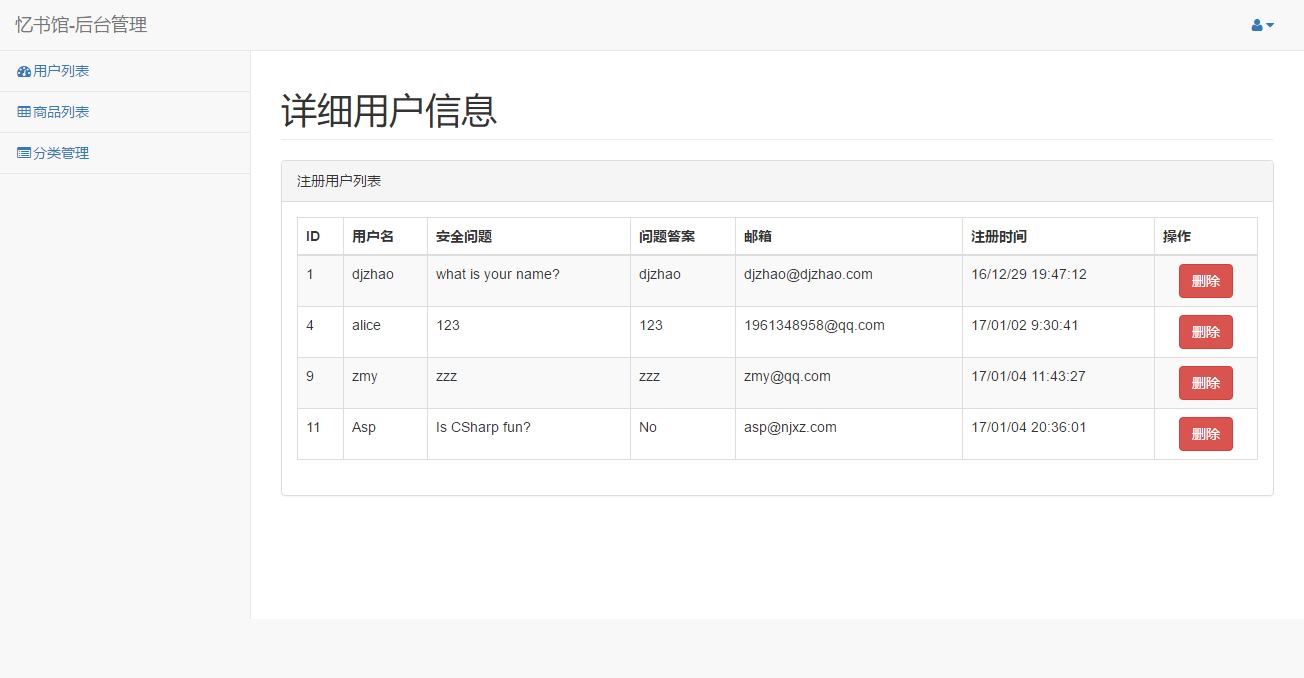 忆书馆-后台管理
用户列表
商品列表
分类管理
详细用户信息
注册用户列表
ID 用户名 安全问题 问题答案 邮箱 注册时间 操作
1 djzhao what is your name? djzhao djzhao@djzhao.com 16/12/29 19:47:12 删除
4 alice 123 123 1961348958@qq.com 17/01/02 9:30:41 删除
9 zmy zzz zzz zmy@qq.com 17/01/04 11:43:27 删除
11 Asp Is CSharp fun? No asp@njxz.com 17/01/04 20:36:01 删除